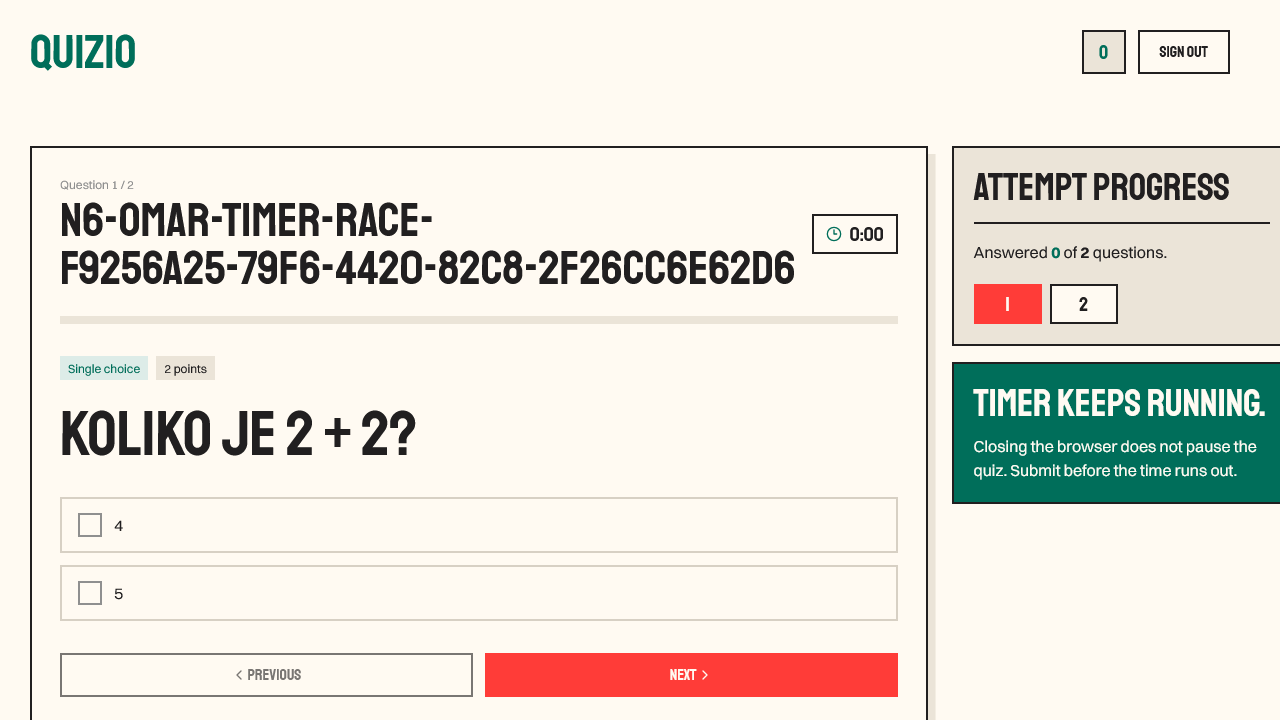 QUIZIO
0
SIGN OUT
Question 1 / 2
N6-OMAR-TIMER-RACE-
F9256A25-79F6-442O-82C8-2F26CC6E62D6
0:00
Single choice
2 points
KOLIKO JE 2 + 2?
4
5
PREVIOUS
NEXT
ATTEMPT PROGRESS
Answered 0 of 2 questions.
1
2
TIMER KEEPS RUNNING.
Closing the browser does not pause the
quiz. Submit before the time runs out.